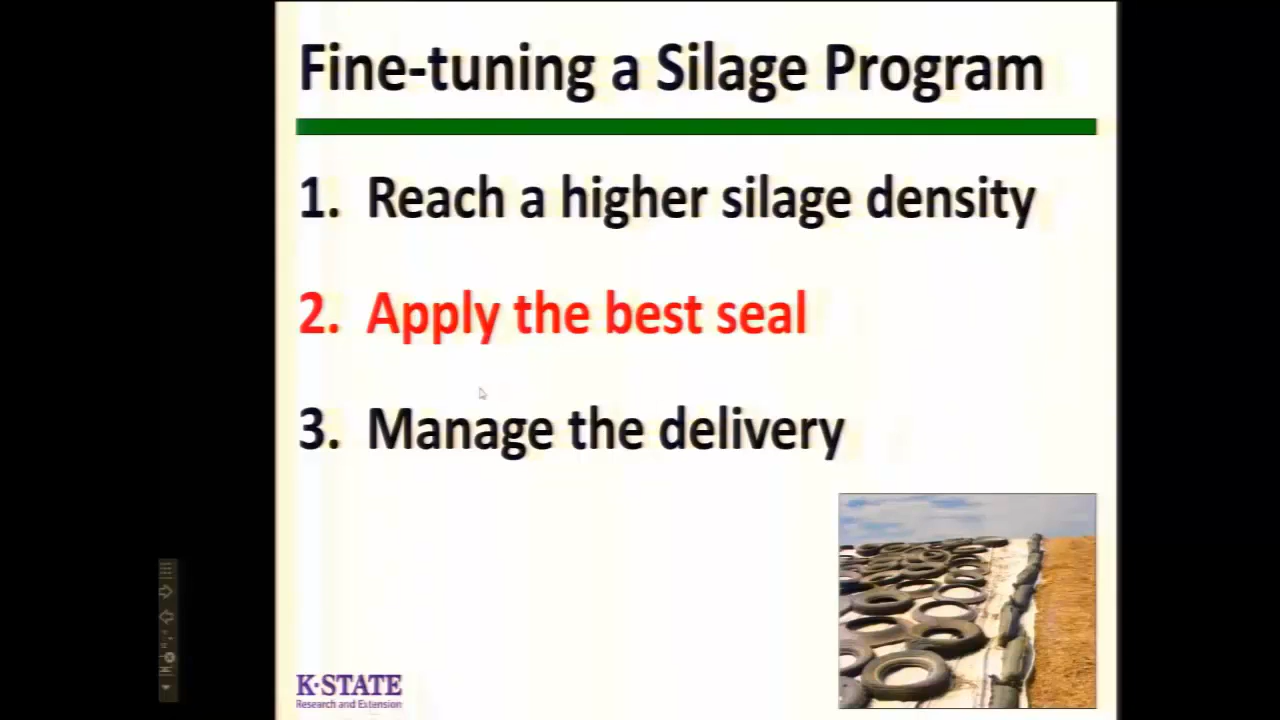 Fine-tuning a Silage Program
1. Reach a higher silage density
2. Apply the best seal
3. Manage the delivery
K-STATE
Research and Extension